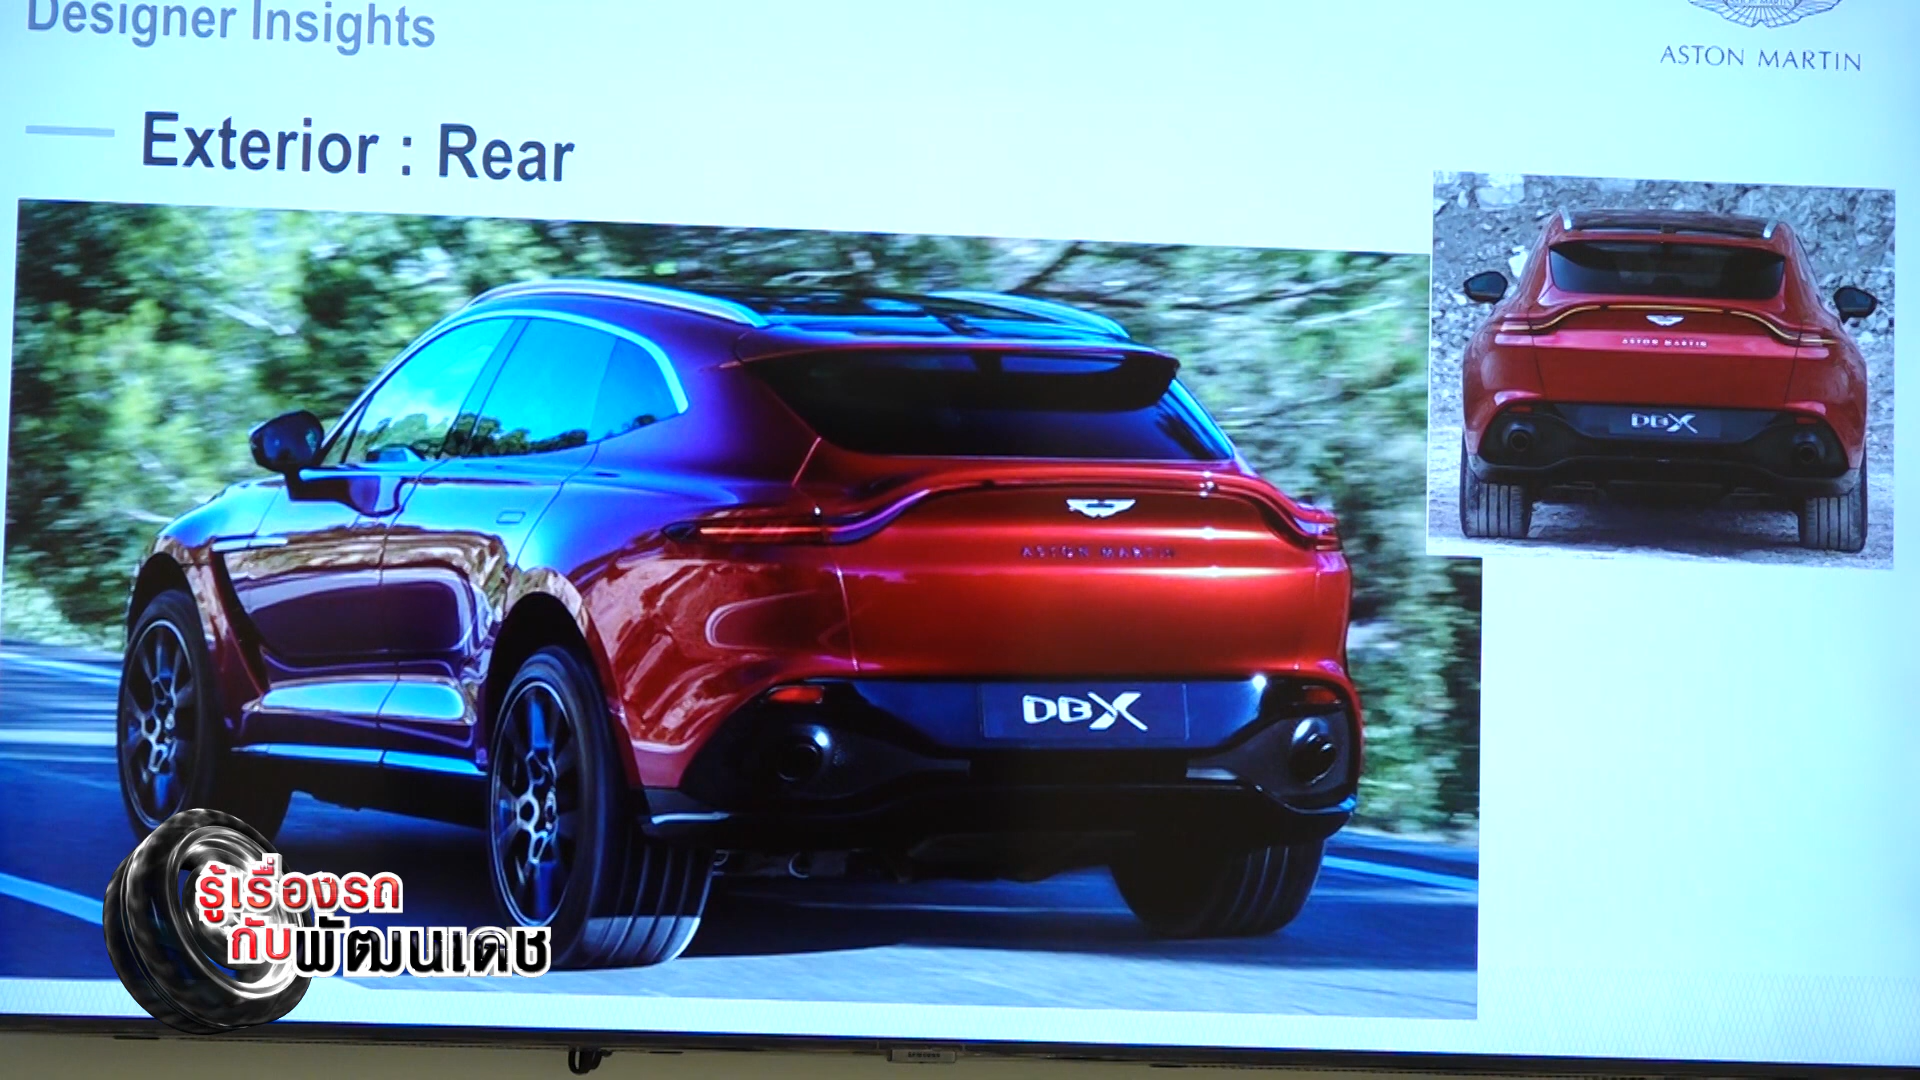 Designer Insights
ASTON MARTIN
Exterior : Rear
ASTON MARTIN
DBX
ASTON MARTIN
DBX
รู้เรื่องรถ
กับพัฒนเดช
SAMSUNG